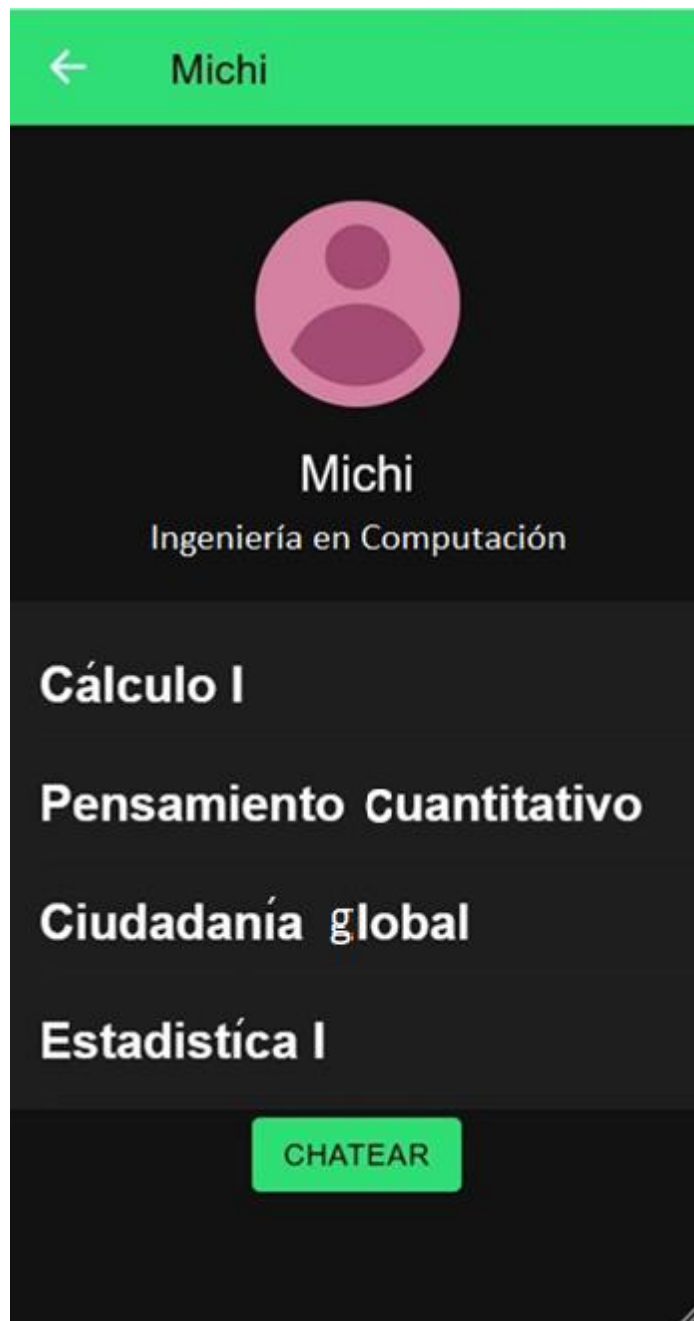 Michi
Michi
Ingeniería en Computación
Cálculo I
Pensamiento Cuantitativo
Ciudadanía global
Estadistíca I
CHATEAR